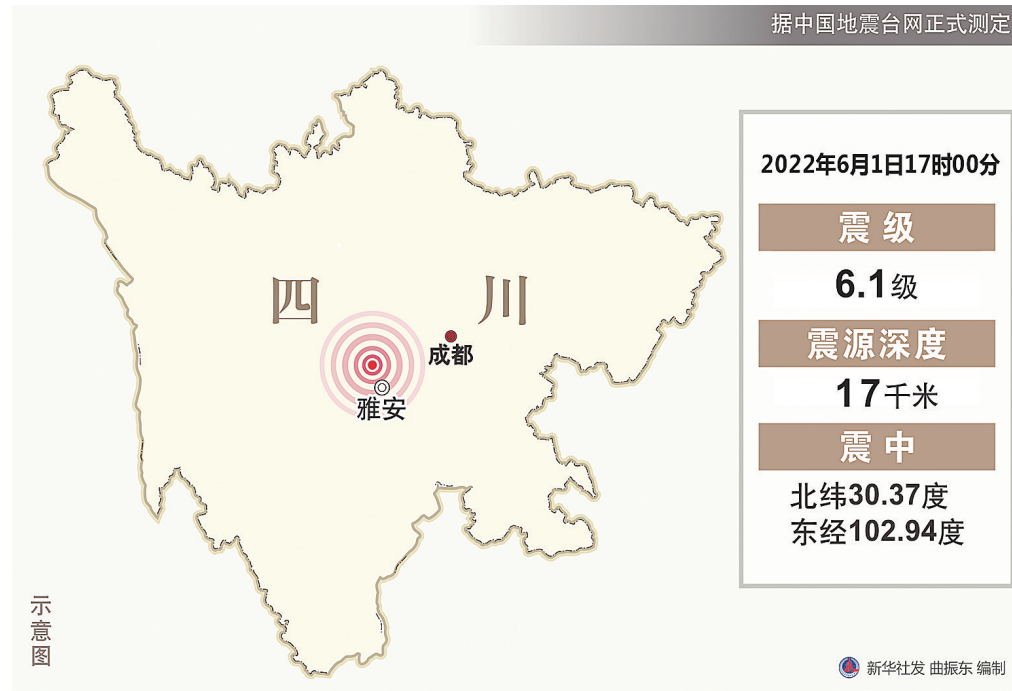 据中国地震台网正式测定
2022年6月1日17时00分
震级
6.1级
震源深度
17千米
震中
北纬30.37度
东经102.94度
四川
成都
雅安
示意图
新华社发 曲振东 编制